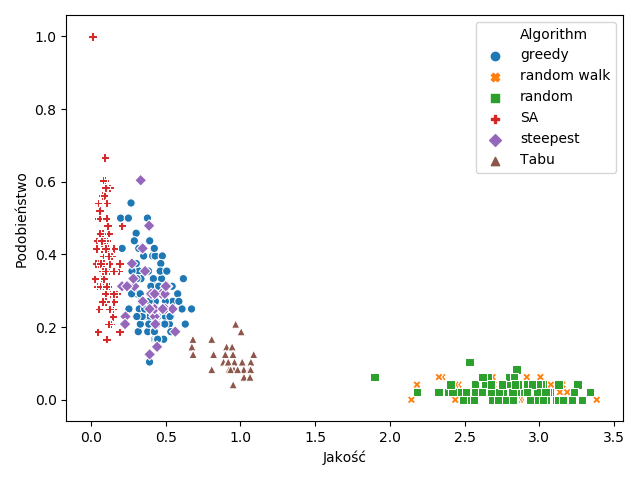 Algorithm
greedy
random walk
random
SA
steepest
Tabu
Podobieństwo
1.0
0.8
0.6
0.4
0.2
0.0
0.0 0.5 1.0 1.5 2.0 2.5 3.0 3.5
Jakość